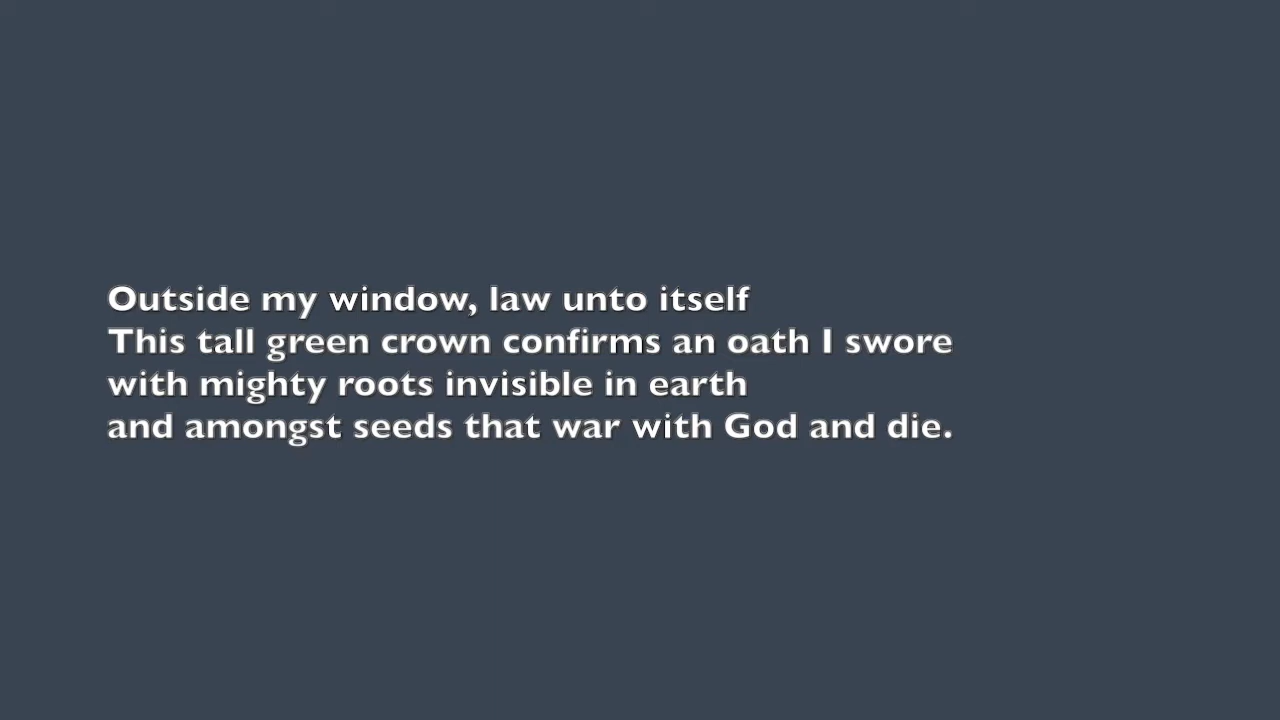 Outside my window, law unto itself
This tall green crown confirms an oath I swore
with mighty roots invisible in earth
and amongst seeds that war with God and die.